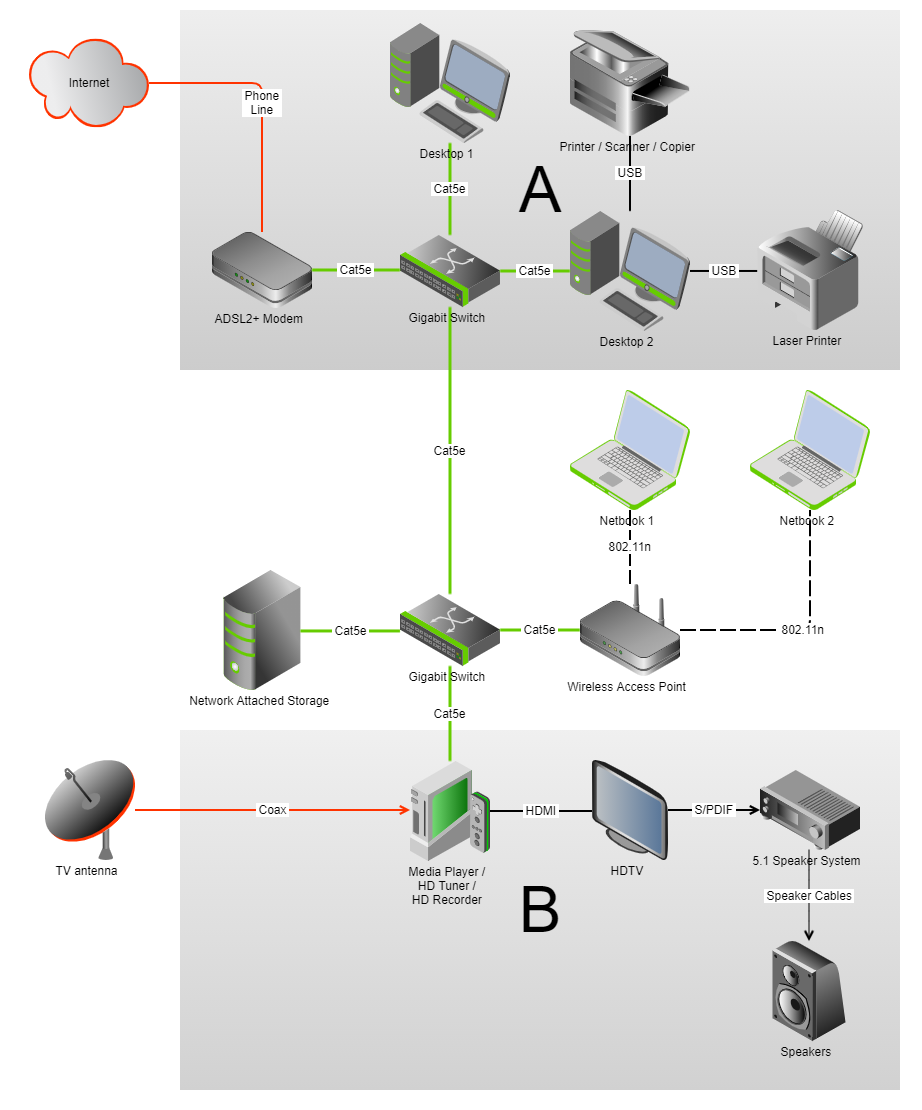 Internet
Phone
Line
Desktop 1
Printer / Scanner / Copier
USB
Cat5e
A
Cat5e
Cat5e
USB
ADSL2+ Modem
Gigabit Switch
Desktop 2
Laser Printer
Cat5e
Netbook 1
Netbook 2
802.11n
Cat5e
Cat5e
802.11n
Network Attached Storage
Gigabit Switch
Wireless Access Point
Cat5e
Coax
HDMI
S/PDIF
TV antenna
Media Player /
HD Tuner /
HD Recorder
HDTV
5.1 Speaker System
Speaker Cables
B
Speakers